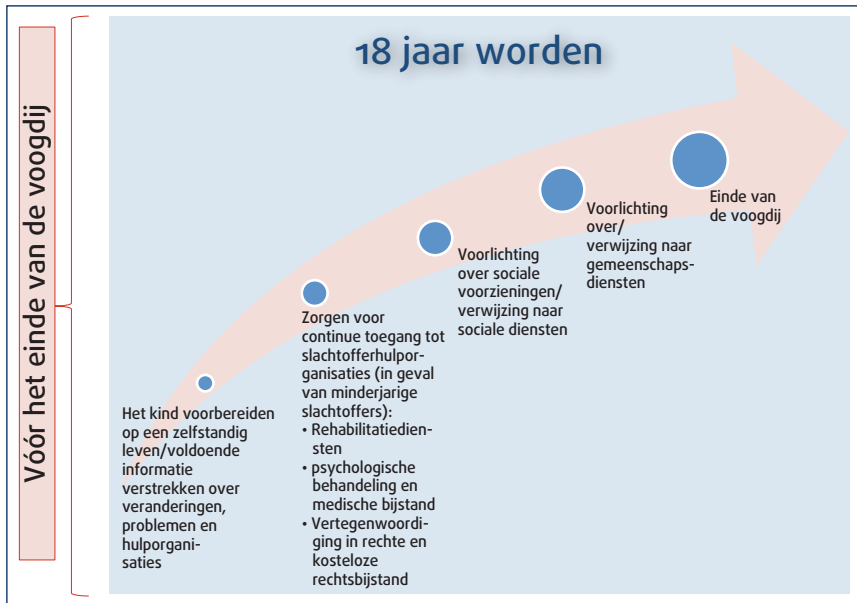 18 jaar worden
Vóór het einde van de voogdij
Het kind voorbereiden
op een zelfstandig
leven/voldoende
informatie
verstrekken over
veranderingen,
problemen en
hulporgani-
saties
Zorgen voor
continue toegang tot
slachtofferhulpor-
ganisaties (in geval
van minderjarige
slachtoffers):
• Rehabilitatiedien-
sten
• psychologische
behandeling en
medische bijstand
• Vertegenwoordi-
ging in rechte en
kosteloze
rechtsbijstand
Voorlichting
over sociale
voorzieningen/
verwijzing naar
sociale diensten
Voorlichting
over/
verwijzing naar
gemeenschaps-
diensten
Einde van
de voogdij